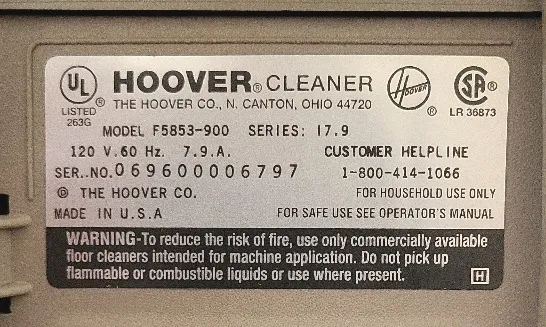 UL ® LISTED 263G
HOOVER® CLEANER
THE HOOVER CO., N. CANTON, OHIO 44720
HOOVER ®
SA ® LR 36873
MODEL F5853-900 SERIES: 17.9
120 V. 60 Hz. 7.9.A. CUSTOMER HELPLINE
SER..NO. 069600006797 1-800-414-1066
© THE HOOVER CO. FOR HOUSEHOLD USE ONLY
MADE IN U.S.A FOR SAFE USE SEE OPERATOR'S MANUAL
WARNING-To reduce the risk of fire, use only commercially available
floor cleaners intended for machine application. Do not pick up
flammable or combustible liquids or use where present. H